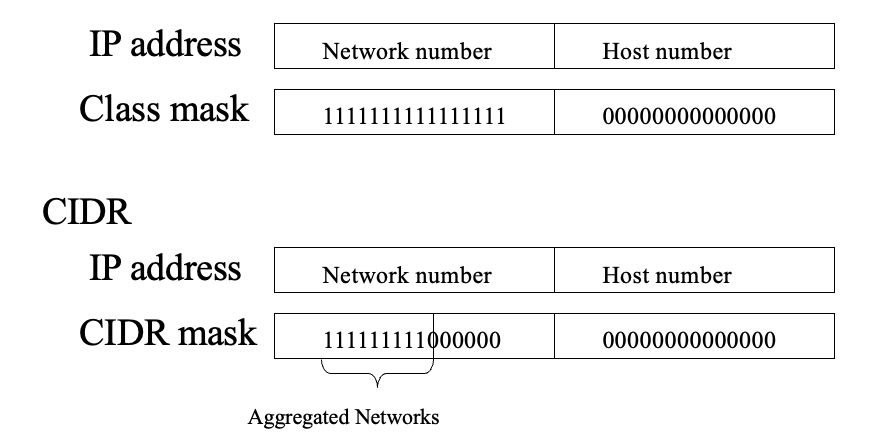 IP address
Network number
Host number
Class mask
1111111111111111
00000000000000
CIDR
IP address
Network number
Host number
CIDR mask
111111111000000
00000000000000
Aggregated Networks